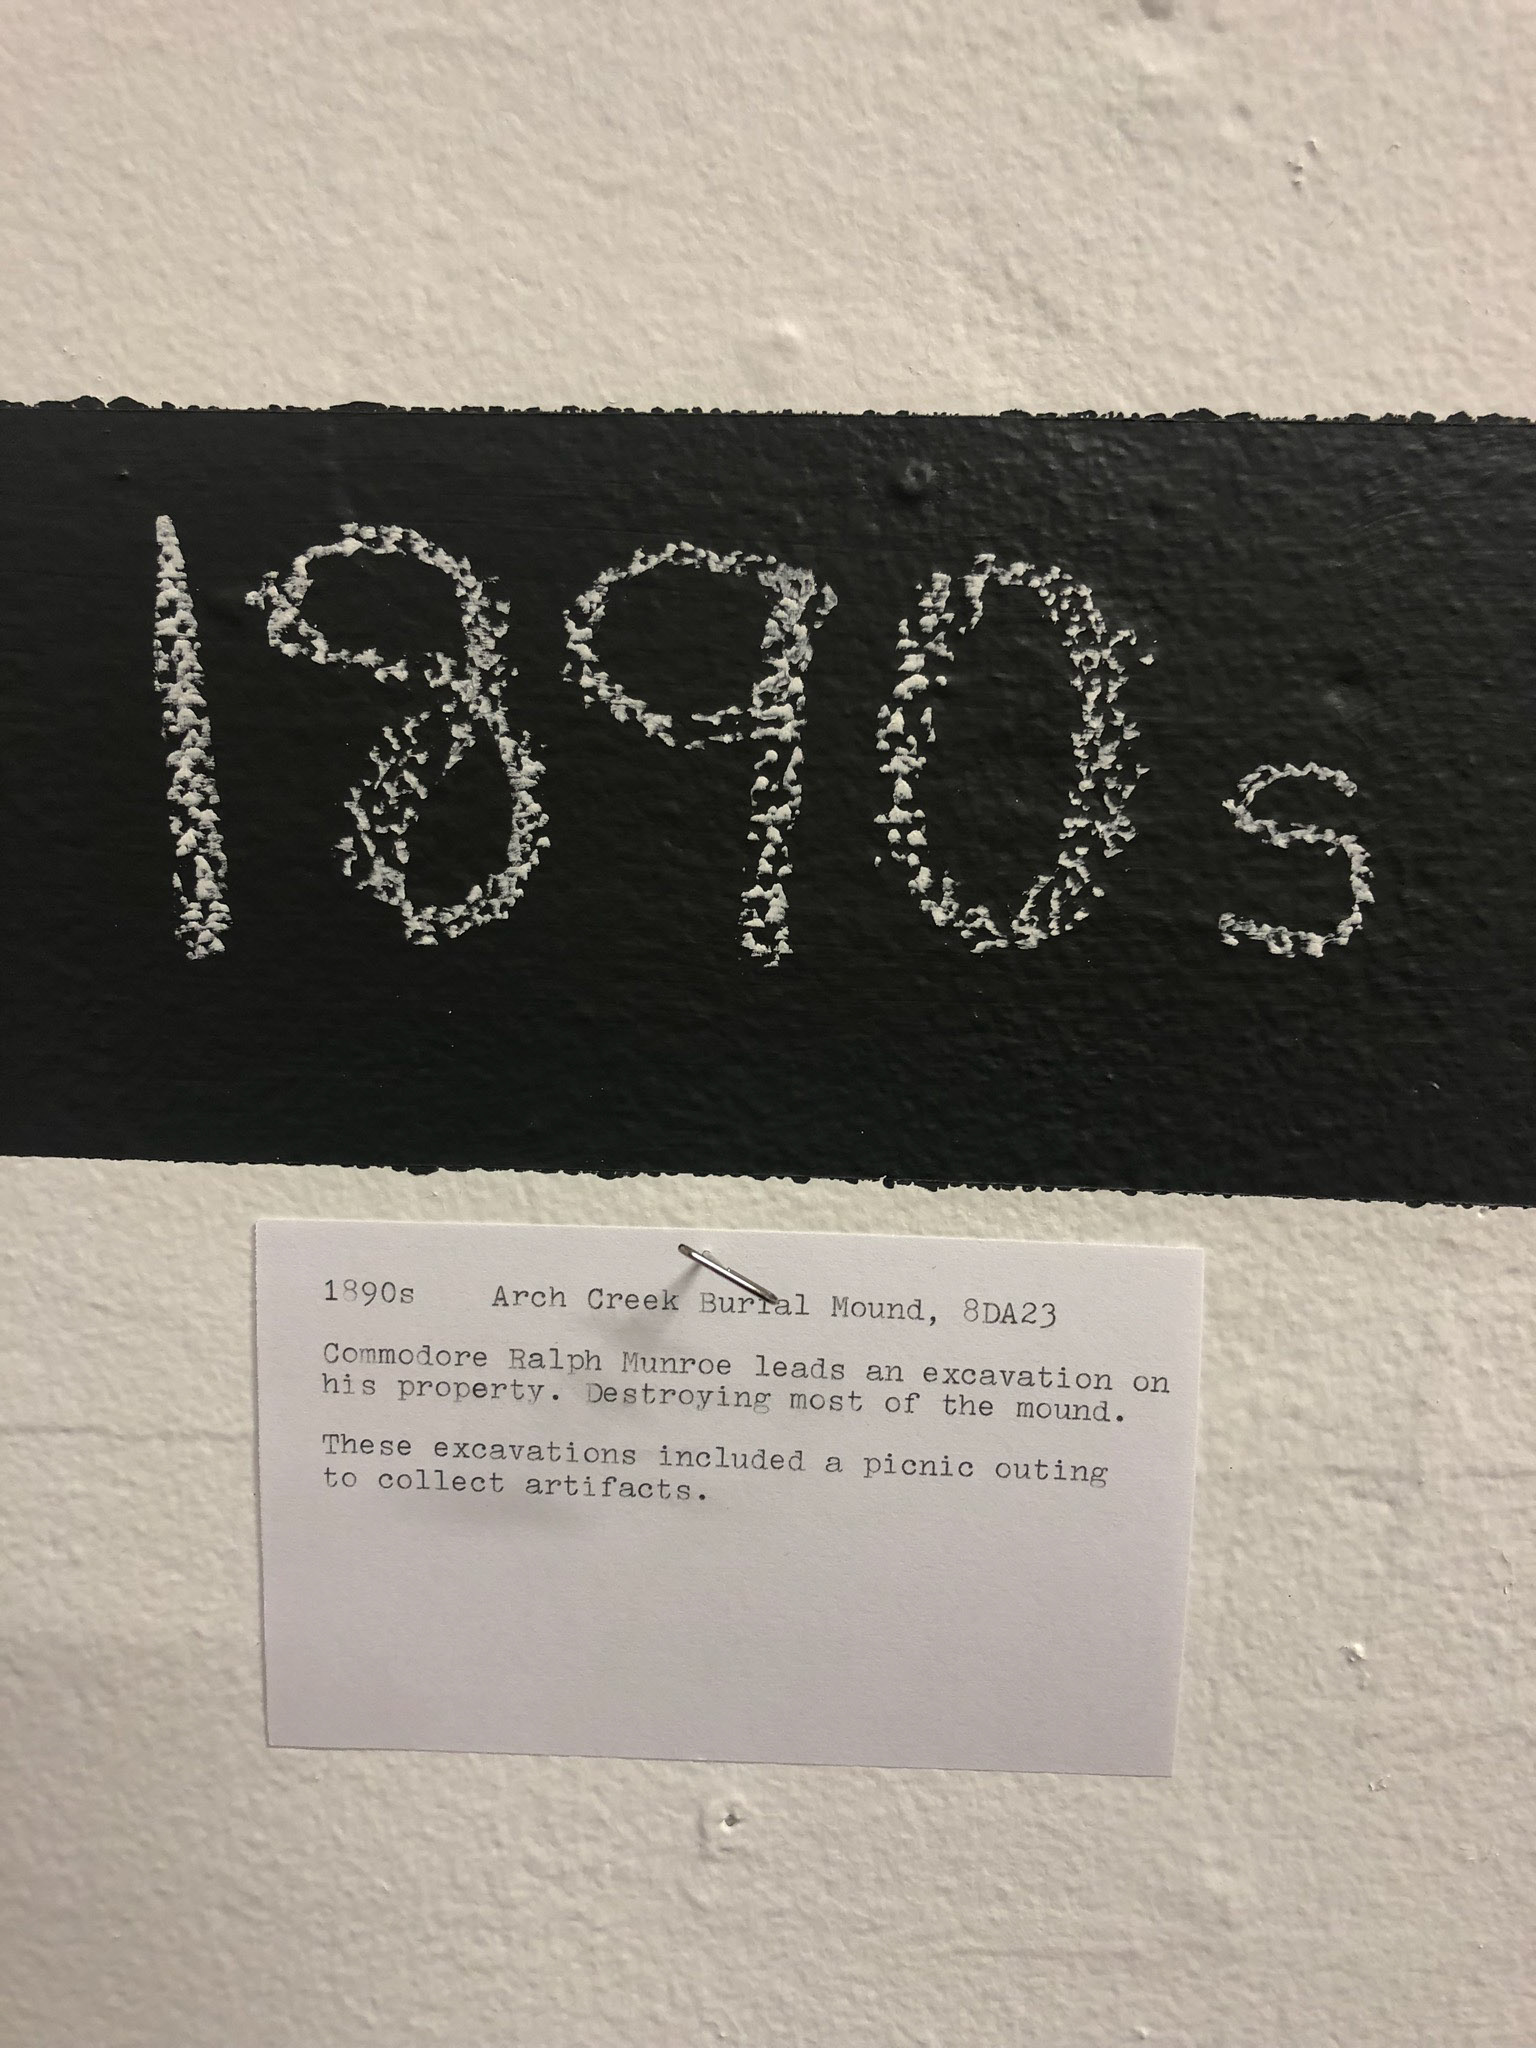 1890s
1890s Arch Creek Burial Mound, 8DA23
Commodore Ralph Munroe leads an excavation on
his property. Destroying most of the mound.
These excavations included a picnic outing
to collect artifacts.